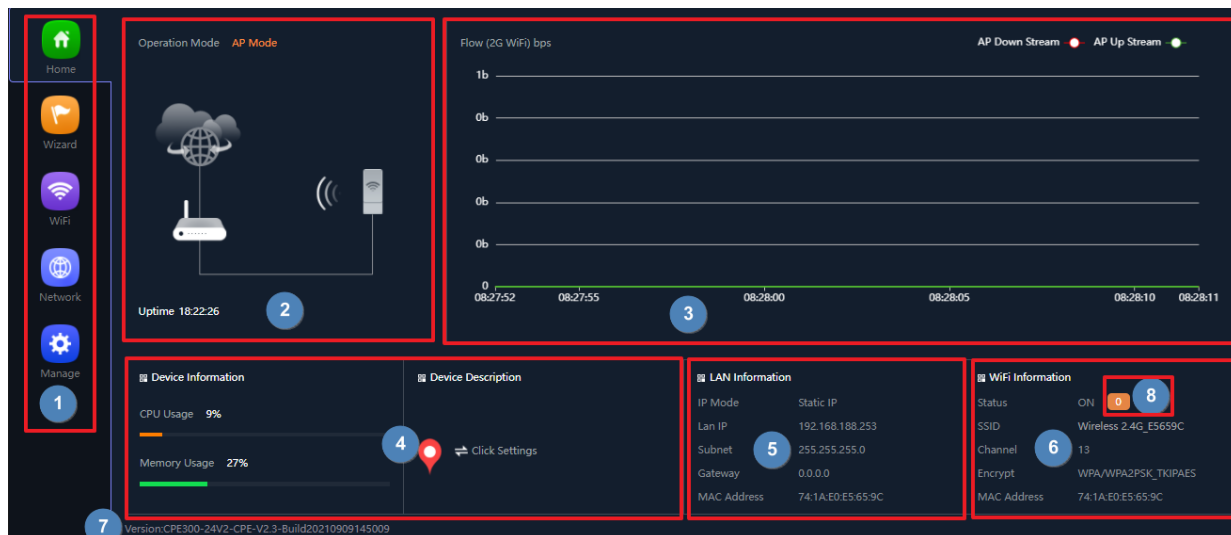 Home
Wizard
WiFi
Network
Manage
1
Operation Mode AP Mode
Uptime 18:22:26
2
Flow (2G WiFi) bps
AP Down Stream AP Up Stream
1b
0b
0b
0b
0b
0
08:27:52 08:27:55 08:28:00 08:28:05 08:28:10 08:28:11
3
Device Information
CPU Usage 9%
Memory Usage 27%
4
Device Description
Click Settings
LAN Information
IP Mode Static IP
Lan IP 192.168.188.253
Subnet 255.255.255.0
Gateway 0.0.0.0
MAC Address 74:1A:E0:E5:65:9C
5
WiFi Information
Status ON 0 8
SSID Wireless 2.4G_E5659C
Channel 13
Encrypt WPA/WPA2PSK_TKIPAES
MAC Address 74:1A:E0:E5:65:9C
6
7
Version:CPE300-24V2-CPE-V2.3-Build20210909145009